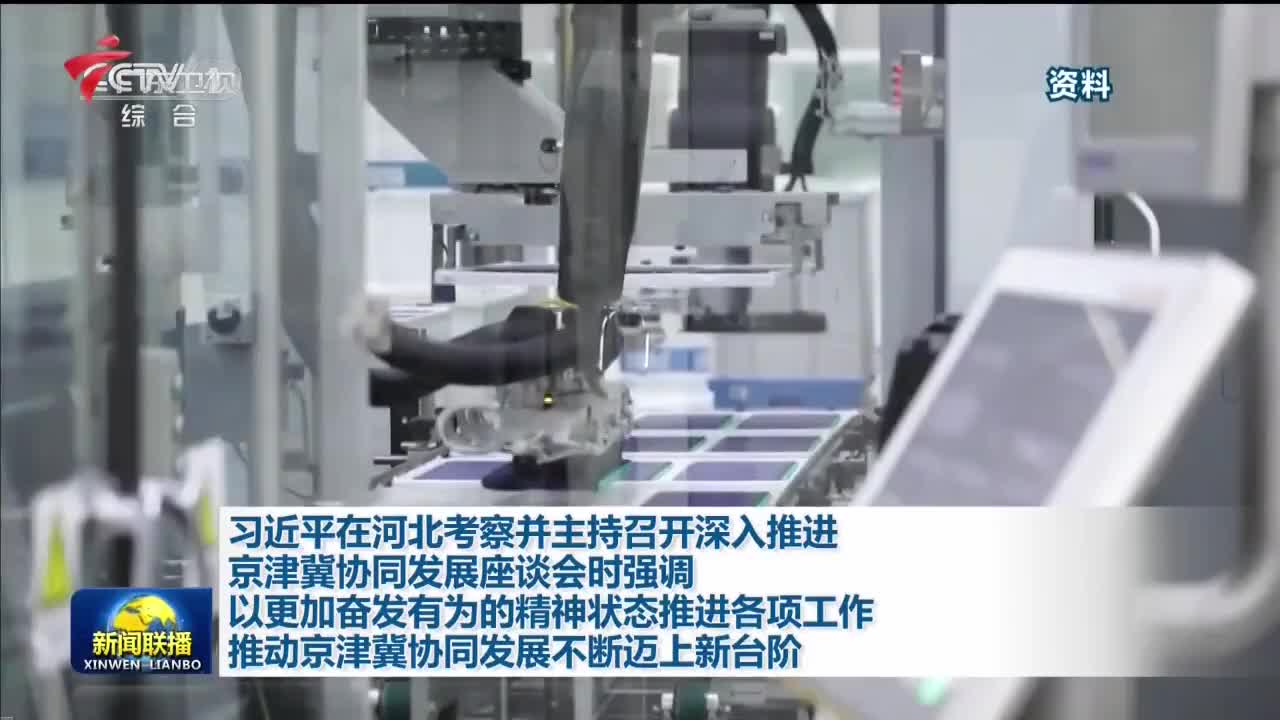 综合
资料
习近平在河北考察并主持召开深入推进
京津冀协同发展座谈会时强调
以更加奋发有为的精神状态推进各项工作
推动京津冀协同发展不断迈上新台阶
新闻联播
XINWEN LIANBO